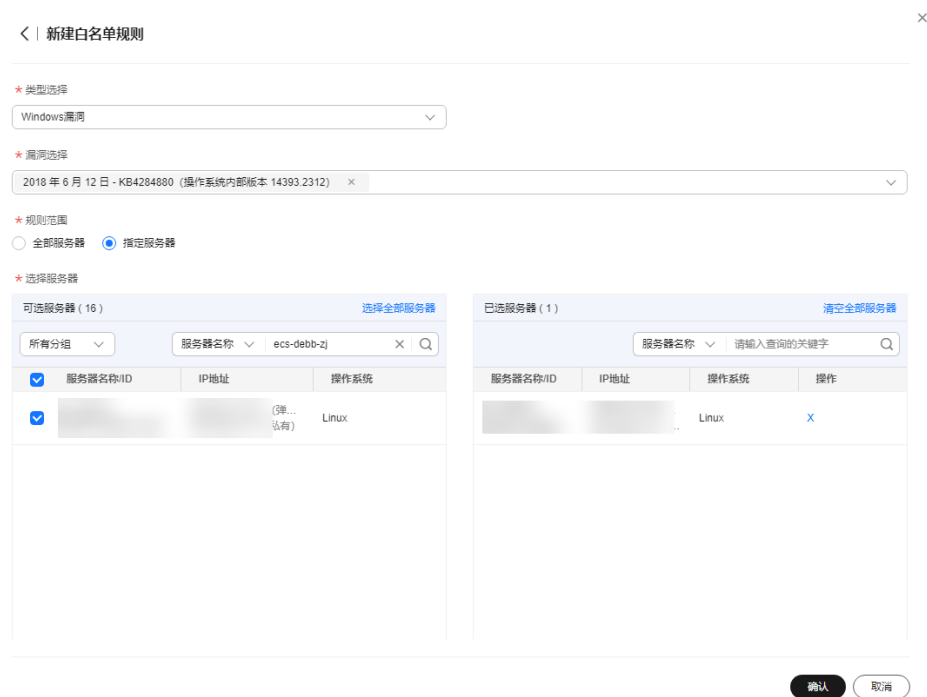 新建白名单规则
* 类型选择
Windows漏洞
* 漏洞选择
2018 年 6 月 12 日 - KB4284880（操作系统内部版本 14393.2312） ×
* 规则范围
全部服务器 指定服务器
* 选择服务器
可选服务器 ( 16 ) 选择全部服务器
所有分组 服务器名称 ecs-debb-zj
服务器名称/ID IP地址 操作系统
(弹...
私有)
Linux
已选服务器 ( 1 ) 清空全部服务器
服务器名称 请输入查询的关键字
服务器名称/ID IP地址 操作系统 操作
Linux X
确认 取消